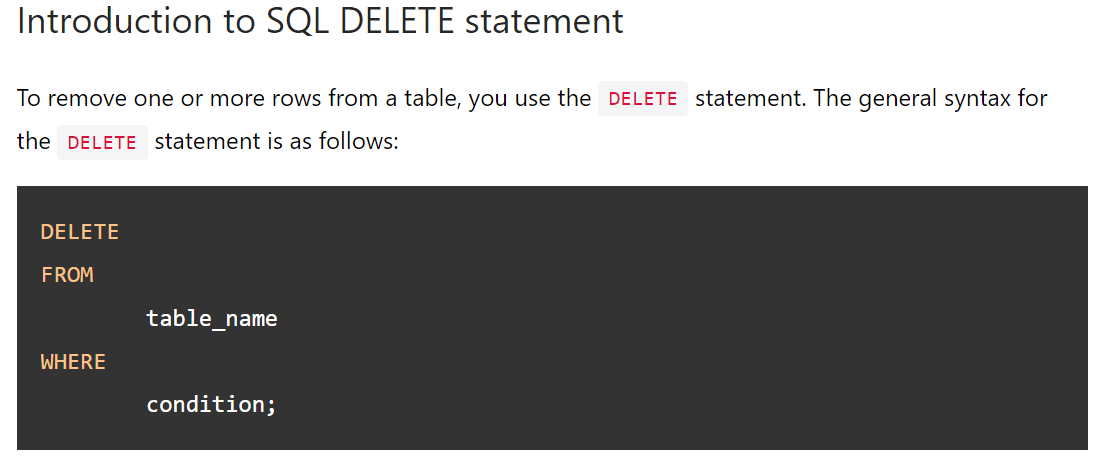 Introduction to SQL DELETE statement
To remove one or more rows from a table, you use the DELETE statement. The general syntax for
the DELETE statement is as follows:
DELETE
FROM
table_name
WHERE
condition;